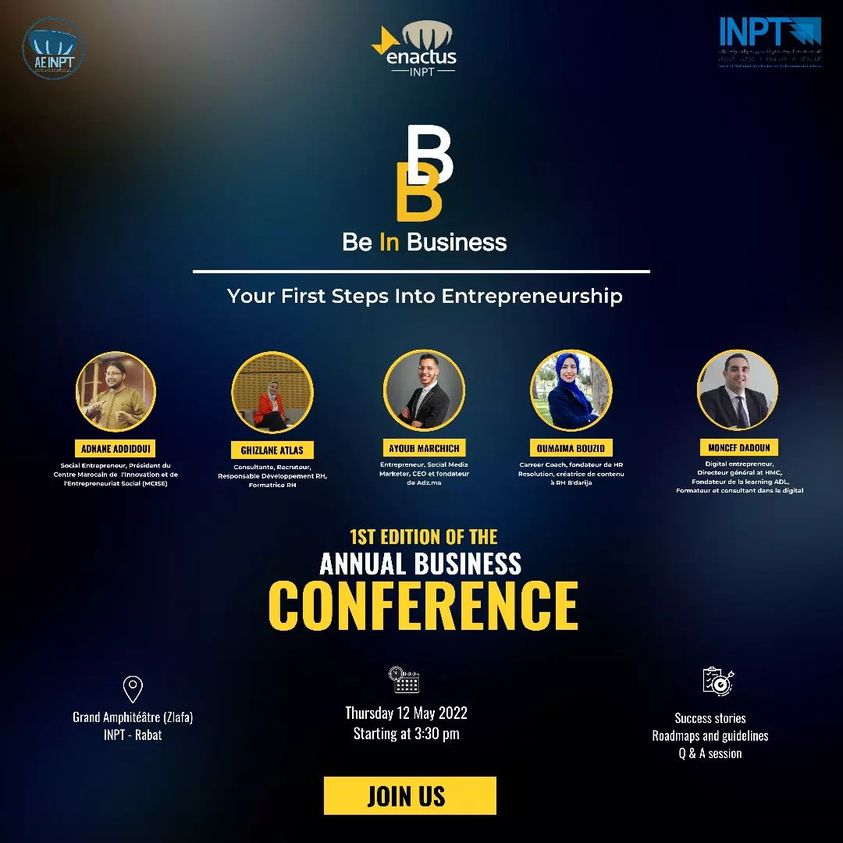 AEINPT
enactus
INPT
INPT
B
B
Be In Business
Your First Steps Into Entrepreneurship
ADNANE ADDIOUI
Social Entrepreneur, Président du
Centre Marocain de l'Innovation et de
l'Entrepreneuriat Social (MCISE)
GHIZLANE ATLAS
Consultante, Recruteur,
Responsable Développement RH,
Formatrice RH
AYOUB MARCHICH
Entrepreneur, Social Media
Marketer, CEO et fondateur
de Adz.ma
OUMAIMA BOUZID
Carreer Coach, fondateur de HR
Resolution, créatrice de contenu
à RH B'darija
MONCEF DADOUN
Digital entrepreneur,
Directeur général at HMC,
Fondateur de la learning ADL,
Formateur et consultant dans le digital
1ST EDITION OF THE
ANNUAL BUSINESS
CONFERENCE
Grand Amphitéâtre (Zlafa)
INPT - Rabat
Thursday 12 May 2022
Starting at 3:30 pm
Success stories
Roadmaps and guidelines
Q & A session
JOIN US